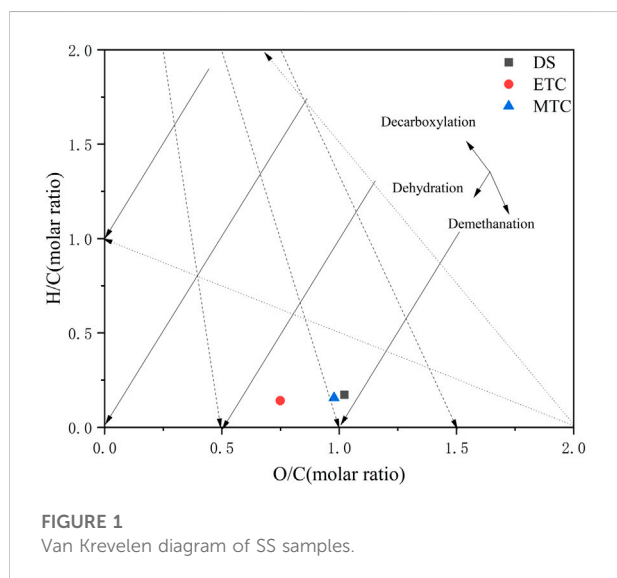 2.0
1.5
1.0
0.5
0.0
H/C(molar ratio)
DS
ETC
MTC
Decarboxylation
Dehydration
Demethanation
0.0 0.5 1.0 1.5 2.0
O/C(molar ratio)
FIGURE 1
Van Krevelen diagram of SS samples.